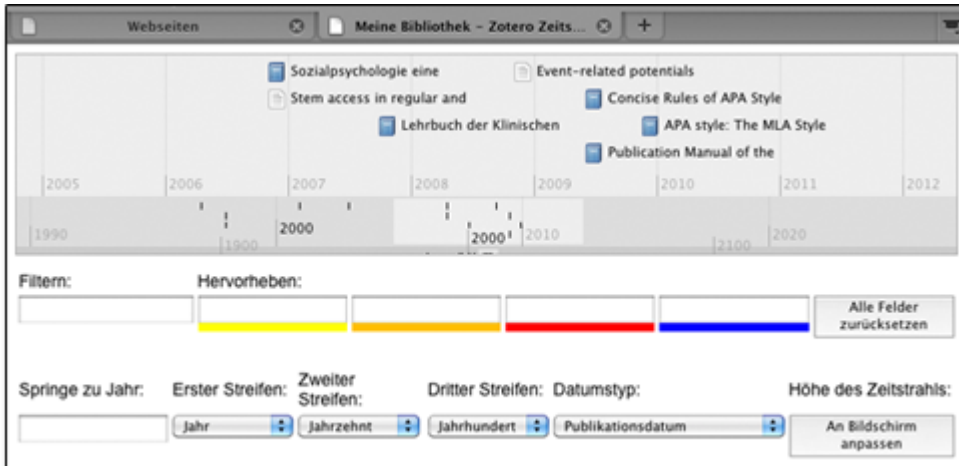 Webseiten
Meine Bibliothek – Zotero Zeits...
Sozialpsychologie eine
Event-related potentials
Stem access in regular and
Concise Rules of APA Style
Lehrbuch der Klinischen
APA style: The MLA Style
Publication Manual of the
2005 2006 2007 2008 2009 2010 2011 2012
1990 2000 2010 2020
1900 2000 2100
Filtern: Hervorheben:
Alle Felder
zurücksetzen
Springe zu Jahr: Erster Streifen: Zweiter
Streifen: Dritter Streifen: Datumstyp: Höhe des Zeitstrahls:
Jahr Jahrzehnt Jahrhundert Publikationsdatum
An Bildschirm
anpassen